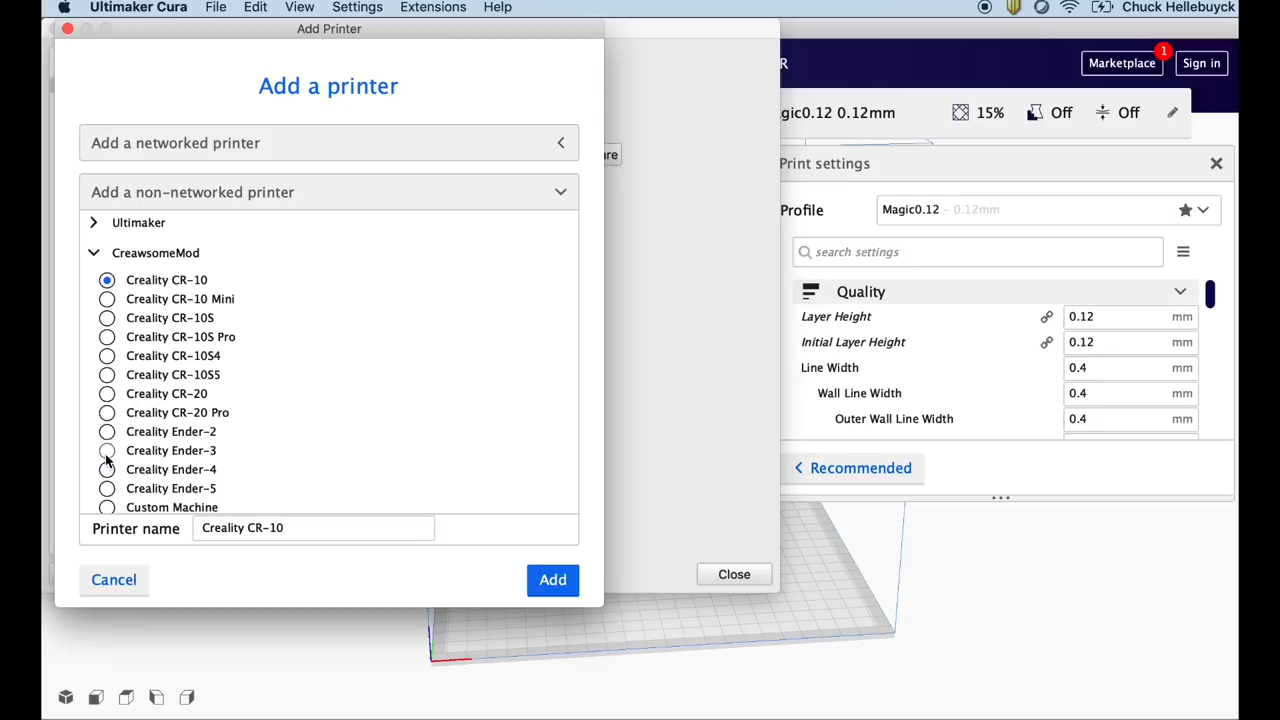 Ultimaker Cura File Edit View Settings Extensions Help Chuck Hellebuyck
Add Printer
Add a printer
Add a networked printer
Add a non-networked printer
Ultimaker
CreawsomeMod
Creality CR-10
Creality CR-10 Mini
Creality CR-10S
Creality CR-10S Pro
Creality CR-10S4
Creality CR-10S5
Creality CR-20
Creality CR-20 Pro
Creality Ender-2
Creality Ender-3
Creality Ender-4
Creality Ender-5
Custom Machine
Printer name Creality CR-10
Cancel Add
are
Close
R
Marketplace 1 Sign in
gic0.12 0.12mm 15% Off Off
Print settings
Profile Magic0.12 - 0.12mm
search settings
Quality
Layer Height 0.12 mm
Initial Layer Height 0.12 mm
Line Width 0.4 mm
Wall Line Width 0.4 mm
Outer Wall Line Width 0.4 mm
< Recommended